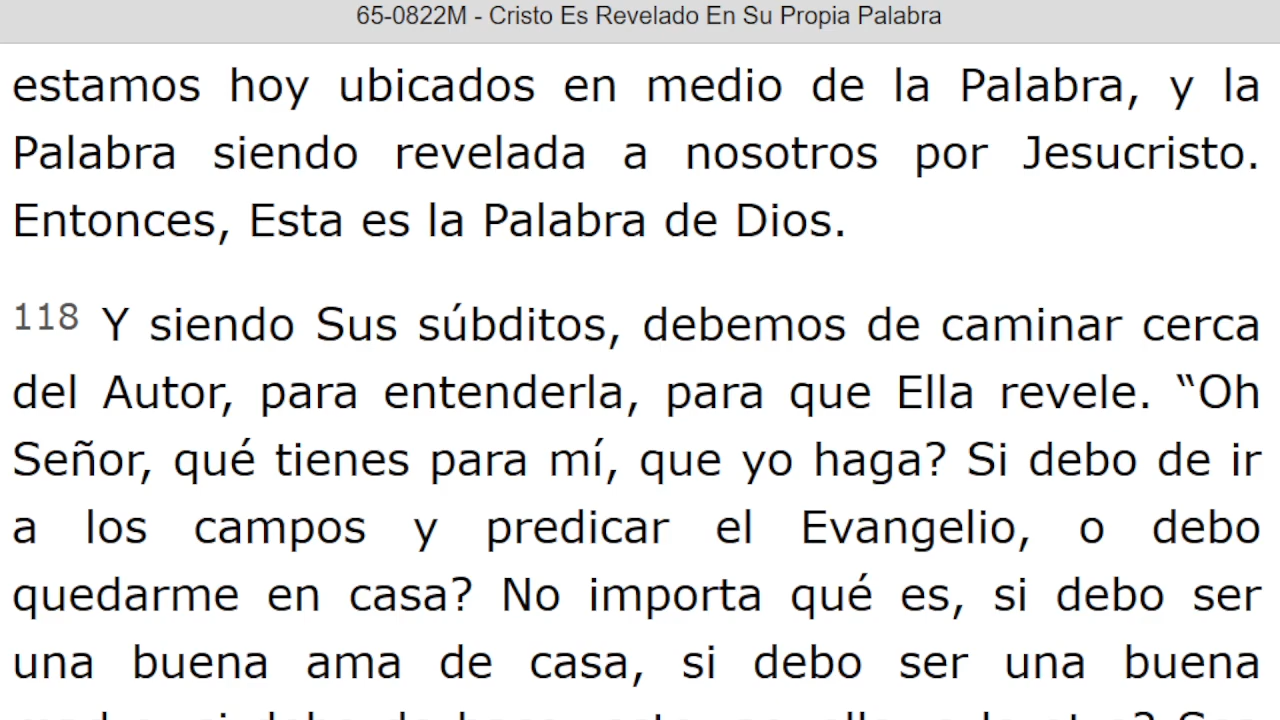 65-0822M - Cristo Es Revelado En Su Propia Palabra
estamos hoy ubicados en medio de la Palabra, y la
Palabra siendo revelada a nosotros por Jesucristo.
Entonces, Esta es la Palabra de Dios.
118 Y siendo Sus súbditos, debemos de caminar cerca
del Autor, para entenderla, para que Ella revele. “Oh
Señor, qué tienes para mí, que yo haga? Si debo de ir
a los campos y predicar el Evangelio, o debo
quedarme en casa? No importa qué es, si debo ser
una buena ama de casa, si debo ser una buena